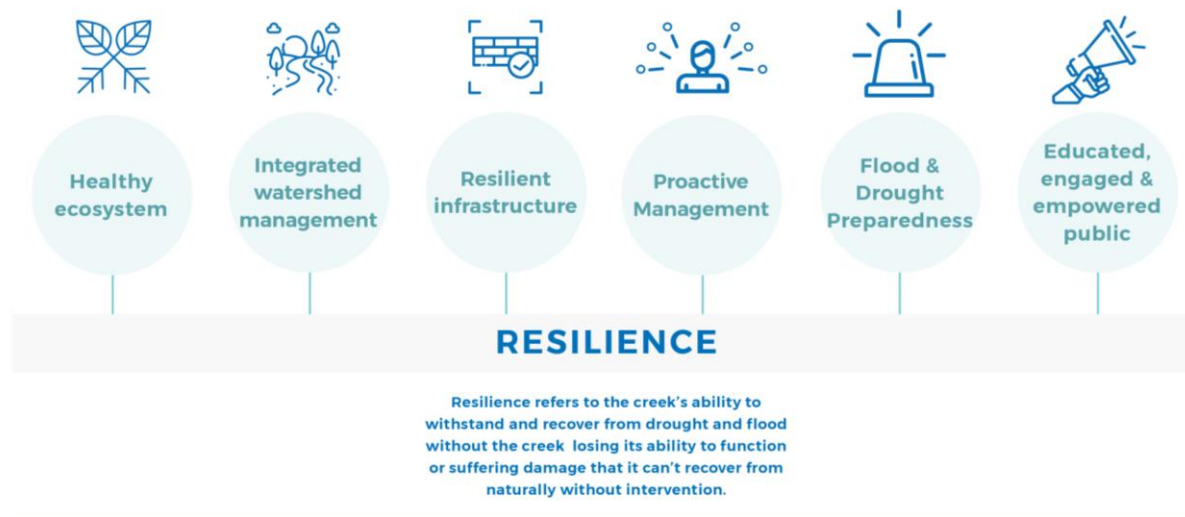 Healthy
ecosystem
Integrated
watershed
management
Resilient
infrastructure
Proactive
Management
Flood &
Drought
Preparedness
Educated,
engaged &
empowered
public
RESILIENCE
Resilience refers to the creek's ability to
withstand and recover from drought and flood
without the creek losing its ability to function
or suffering damage that it can't recover from
naturally without intervention.